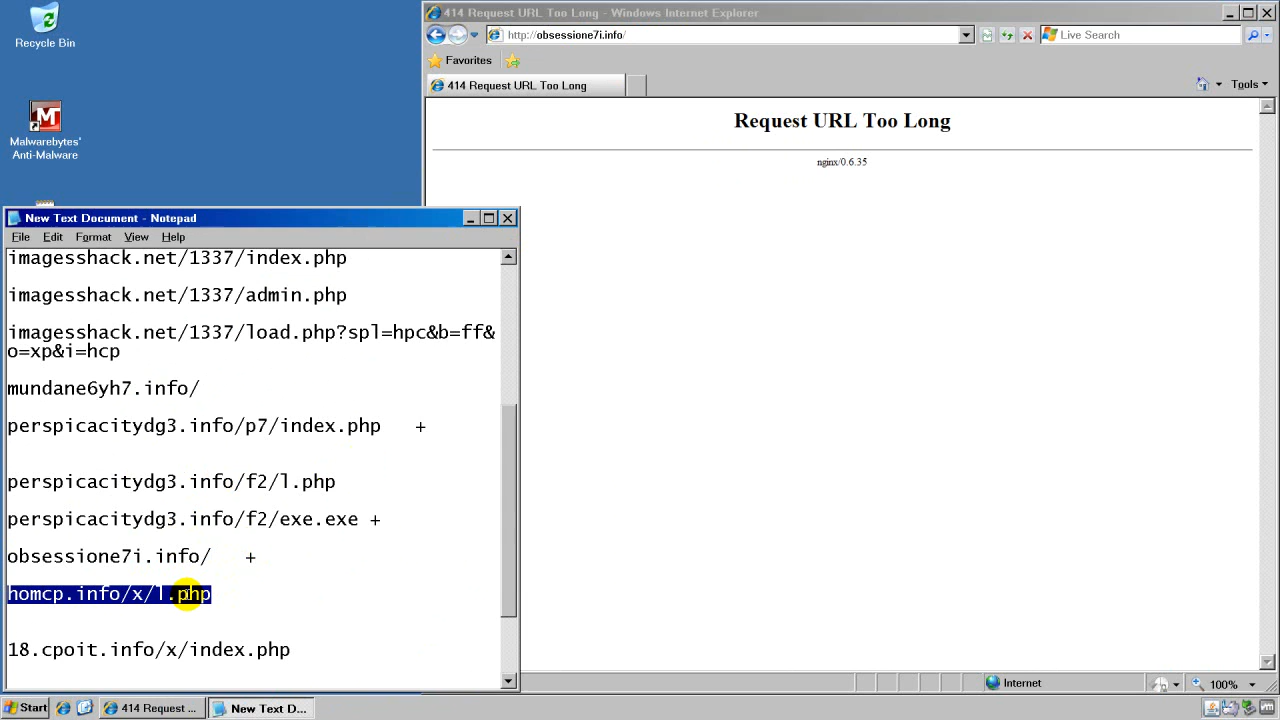 Recycle Bin
Malwarebytes'
Anti-Malware
414 Request URL Too Long - Windows Internet Explorer
http://obsessione7i.info/
Live Search
Favorites
414 Request URL Too Long
Tools
Request URL Too Long
nginx/0.6.35
New Text Document - Notepad
File Edit Format View Help
imagesshack.net/1337/index.php
imagesshack.net/1337/admin.php
imagesshack.net/1337/load.php?spl=hpc&b=ff&
o=xp&i=hcp
mundane6yh7.info/
perspicacitydg3.info/p7/index.php +
perspicacitydg3.info/f2/l.php
perspicacitydg3.info/f2/exe.exe +
obsessione7i.info/ +
homcp.info/x/l.php
18.cpoit.info/x/index.php
Internet
100%
Start
414 Request ...
New Text D...